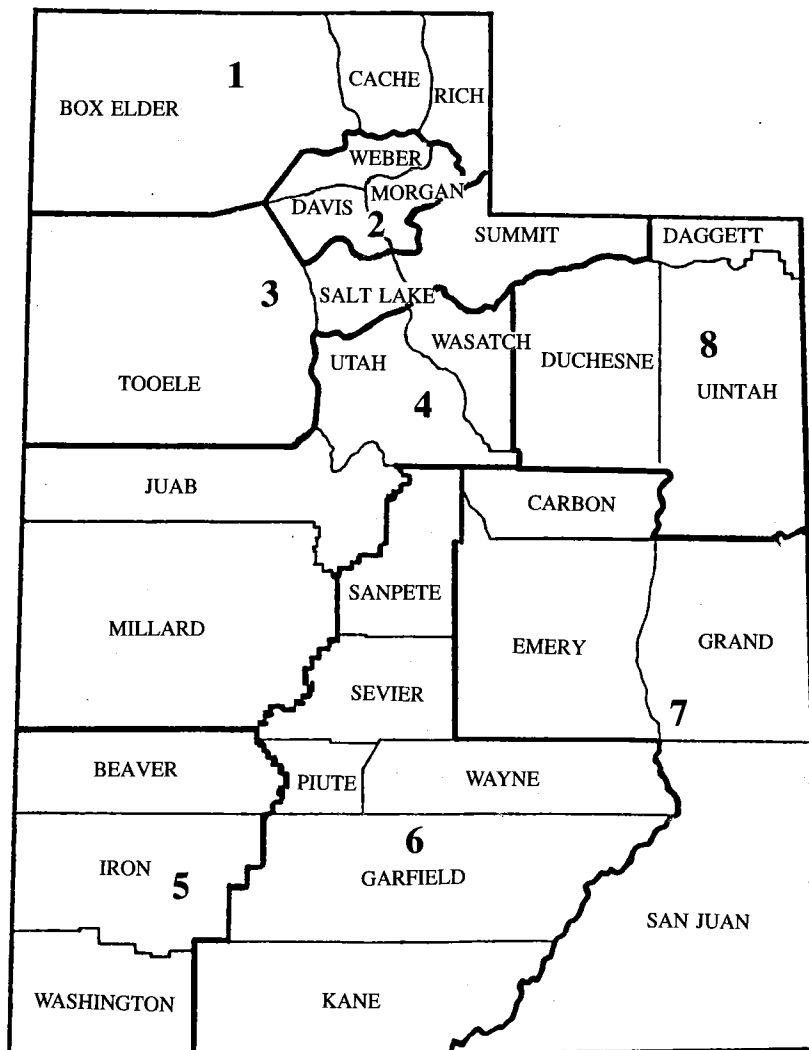 1
CACHE
RICH
BOX ELDER
WEBER
MORGAN
DAVIS
2
SUMMIT
DAGGETT
3
SALT LAKE
WASATCH
UTAH
DUCHESNE
8
TOOELE
4
UINTAH
JUAB
CARBON
SANPETE
MILLARD
EMERY
GRAND
SEVIER
7
BEAVER
PIUTE
WAYNE
6
IRON
5
GARFIELD
SAN JUAN
WASHINGTON
KANE